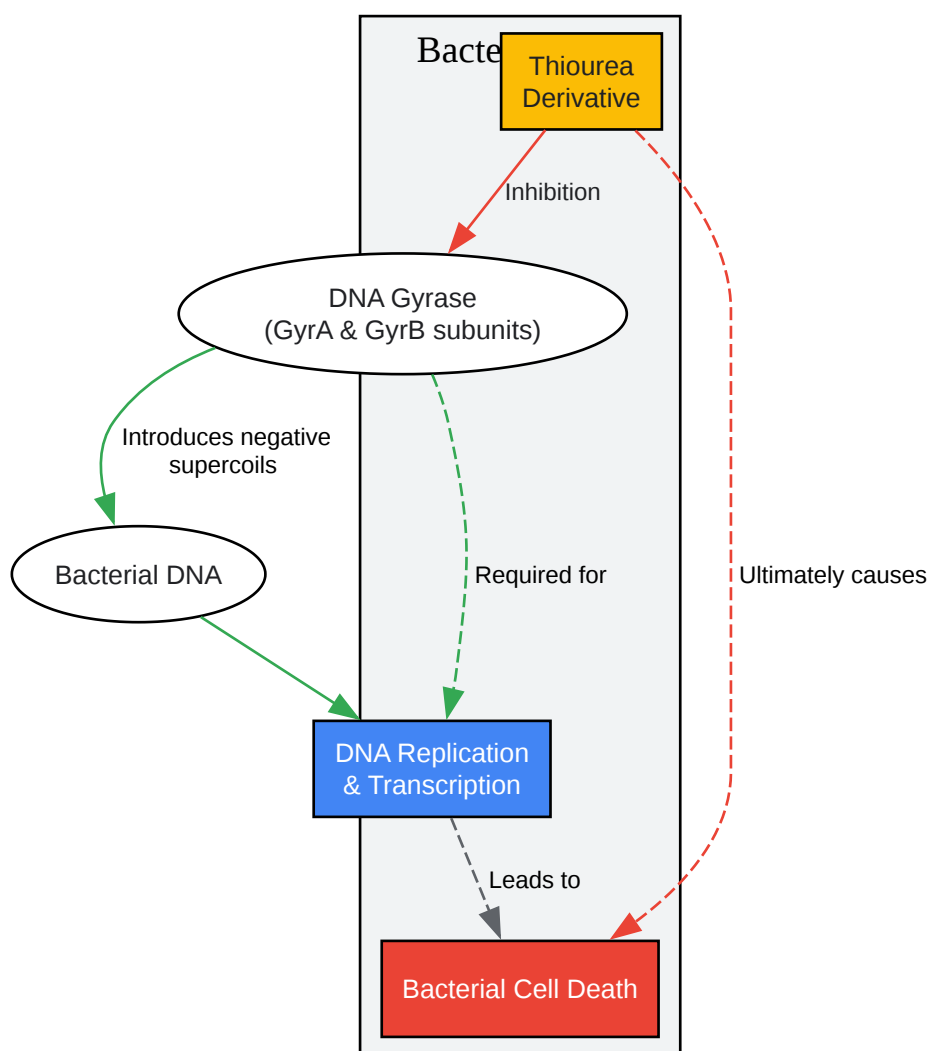 Bacte
Thiourea
Derivative
Inhibition
DNA Gyrase
(GyrA & GyrB subunits)
Introduces negative
supercoils
Bacterial DNA
Required for
Ultimately causes
DNA Replication
& Transcription
Leads to
Bacterial Cell Death